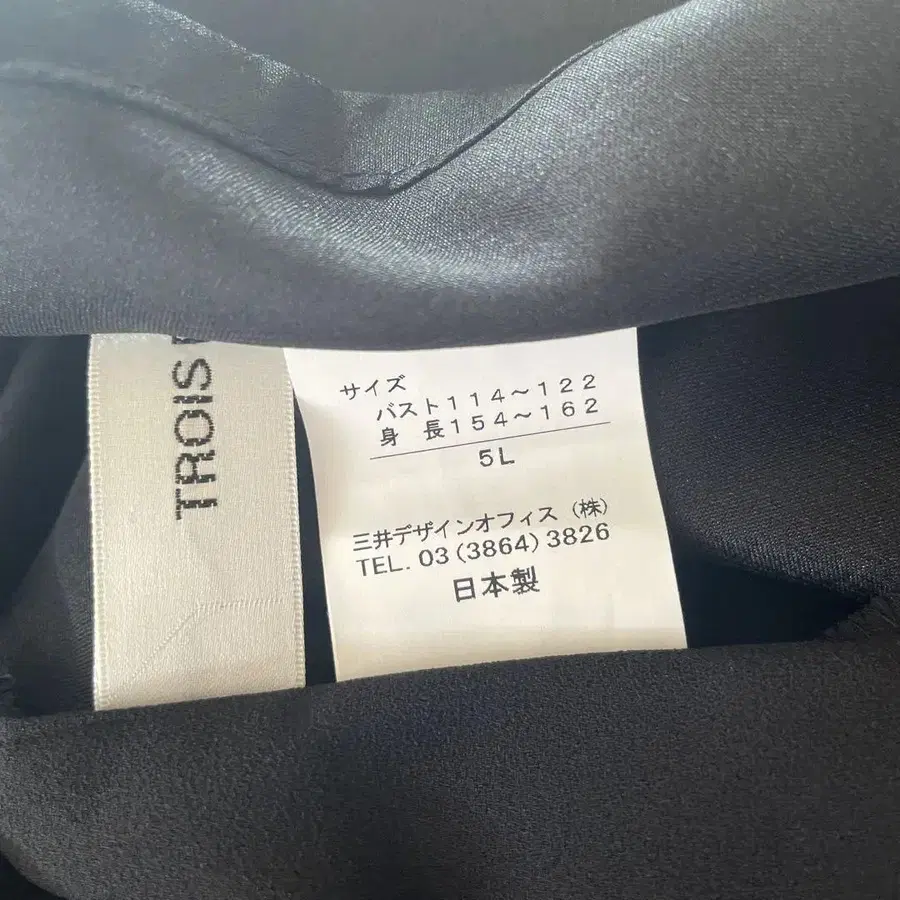 TROIS
サイズ
バスト114～122
身 長154～162
5L
三井デザインオフィス (株)
TEL. 03 (3864) 3826
日本製